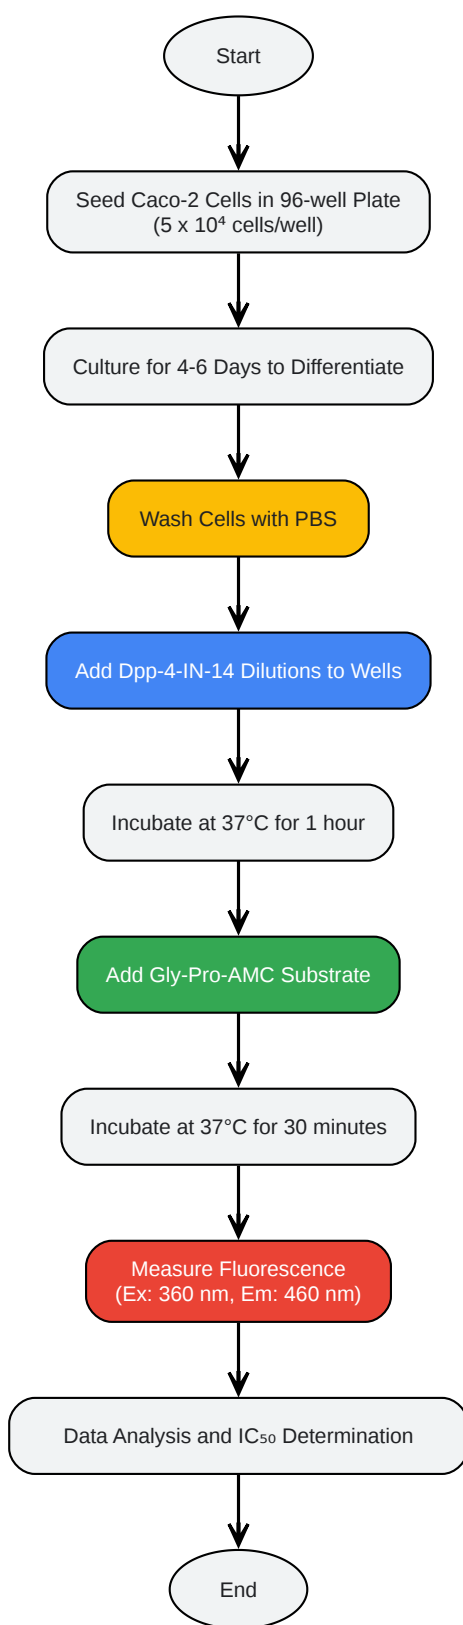 Start
Seed Caco-2 Cells in 96-well Plate
(5 x 10⁴ cells/well)
Culture for 4-6 Days to Differentiate
Wash Cells with PBS
Add Dpp-4-IN-14 Dilutions to Wells
Incubate at 37°C for 1 hour
Add Gly-Pro-AMC Substrate
Incubate at 37°C for 30 minutes
Measure Fluorescence
(Ex: 360 nm, Em: 460 nm)
Data Analysis and IC₅₀ Determination
End